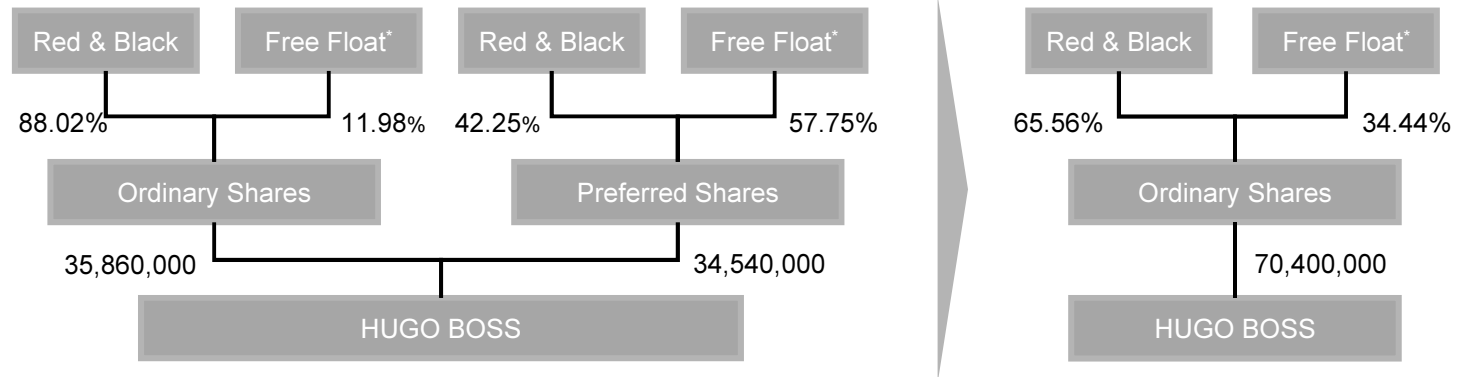 Red & Black
Free Float*
Red & Black
Free Float*
88.02%
11.98%
42.25%
57.75%
Ordinary Shares
Preferred Shares
35,860,000
34,540,000
HUGO BOSS
Red & Black
Free Float*
65.56%
34.44%
Ordinary Shares
70,400,000
HUGO BOSS